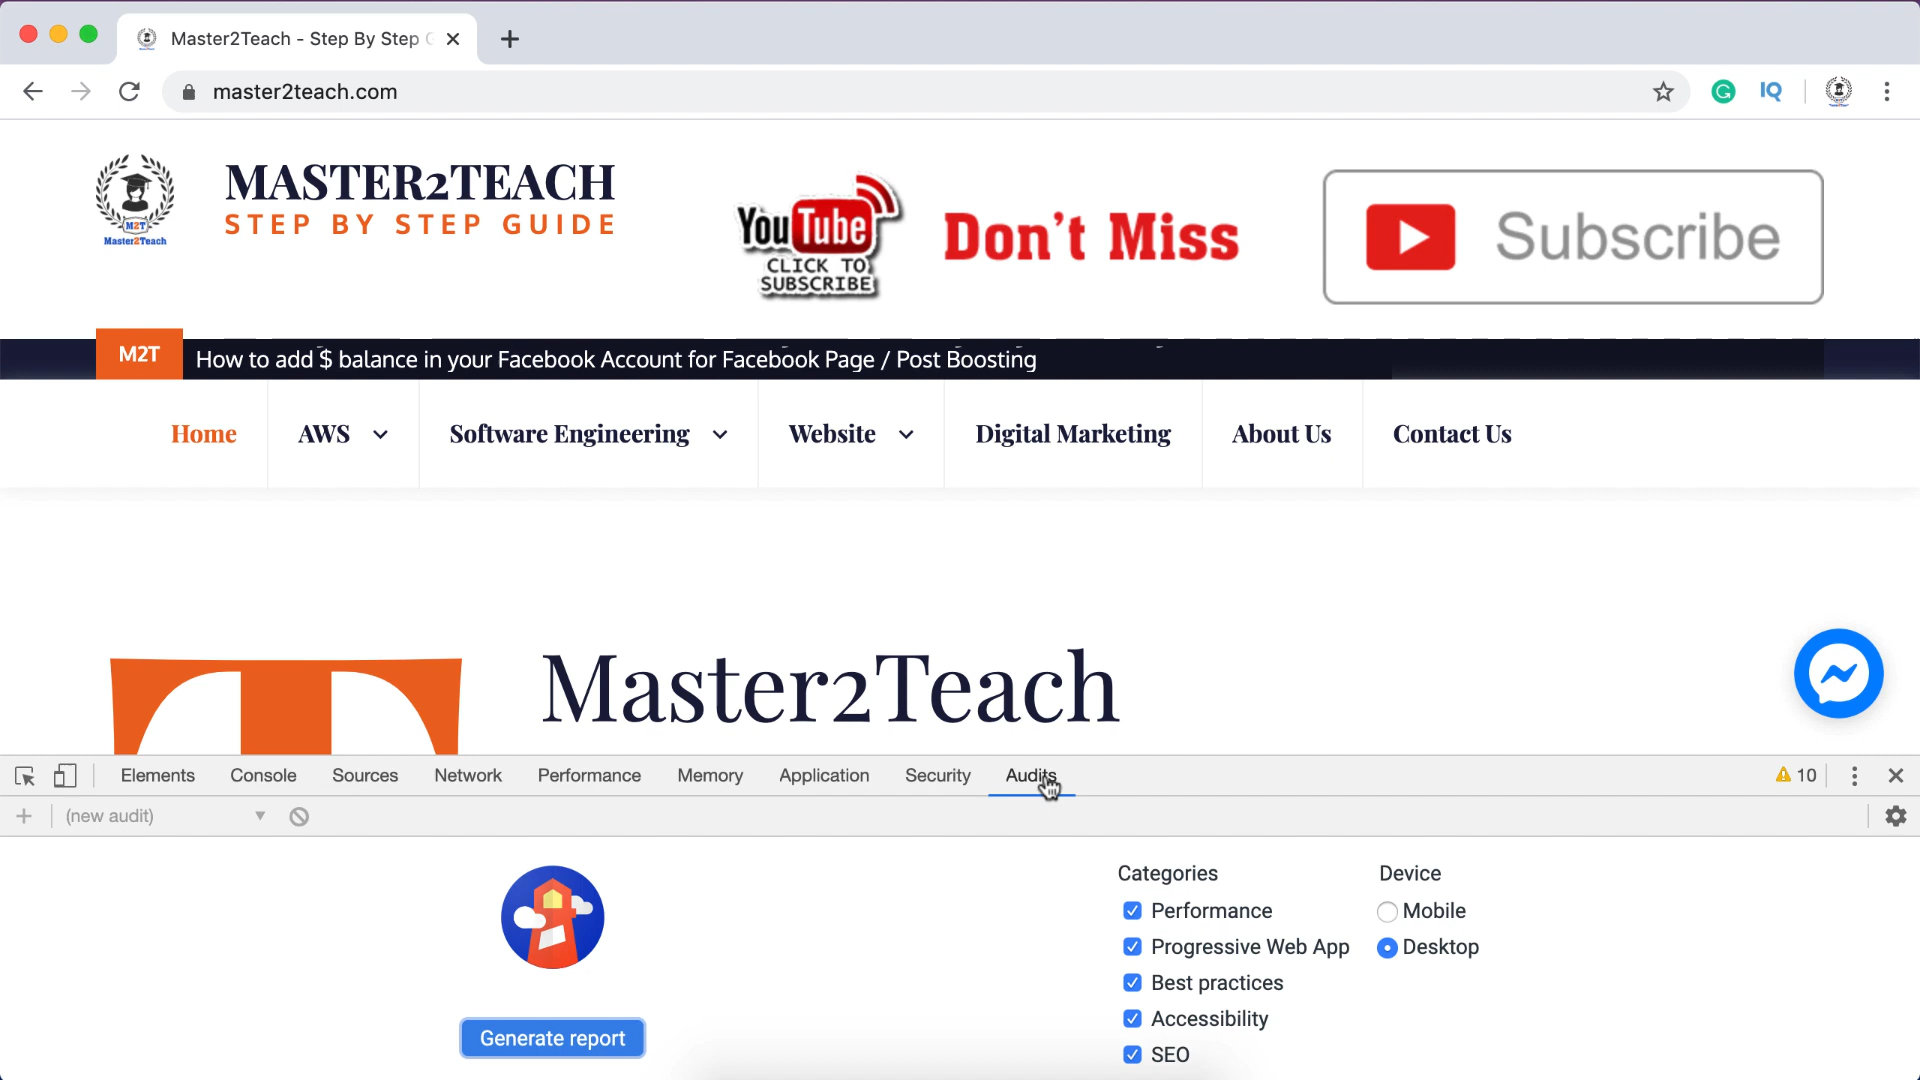 Master2Teach - Step By Step G
master2teach.com
IQ
M2T
Master2Teach
MASTER2TEACH
STEP BY STEP GUIDE
YouTube
CLICK TO
SUBSCRIBE
Don't Miss
Subscribe
M2T
How to add $ balance in your Facebook Account for Facebook Page / Post Boosting
Home
AWS
Software Engineering
Website
Digital Marketing
About Us
Contact Us
Master2Teach
Elements
Console
Sources
Network
Performance
Memory
Application
Security
Audits
10
(new audit)
Categories
Device
Performance
Mobile
Progressive Web App
Desktop
Best practices
Accessibility
Generate report
SEO